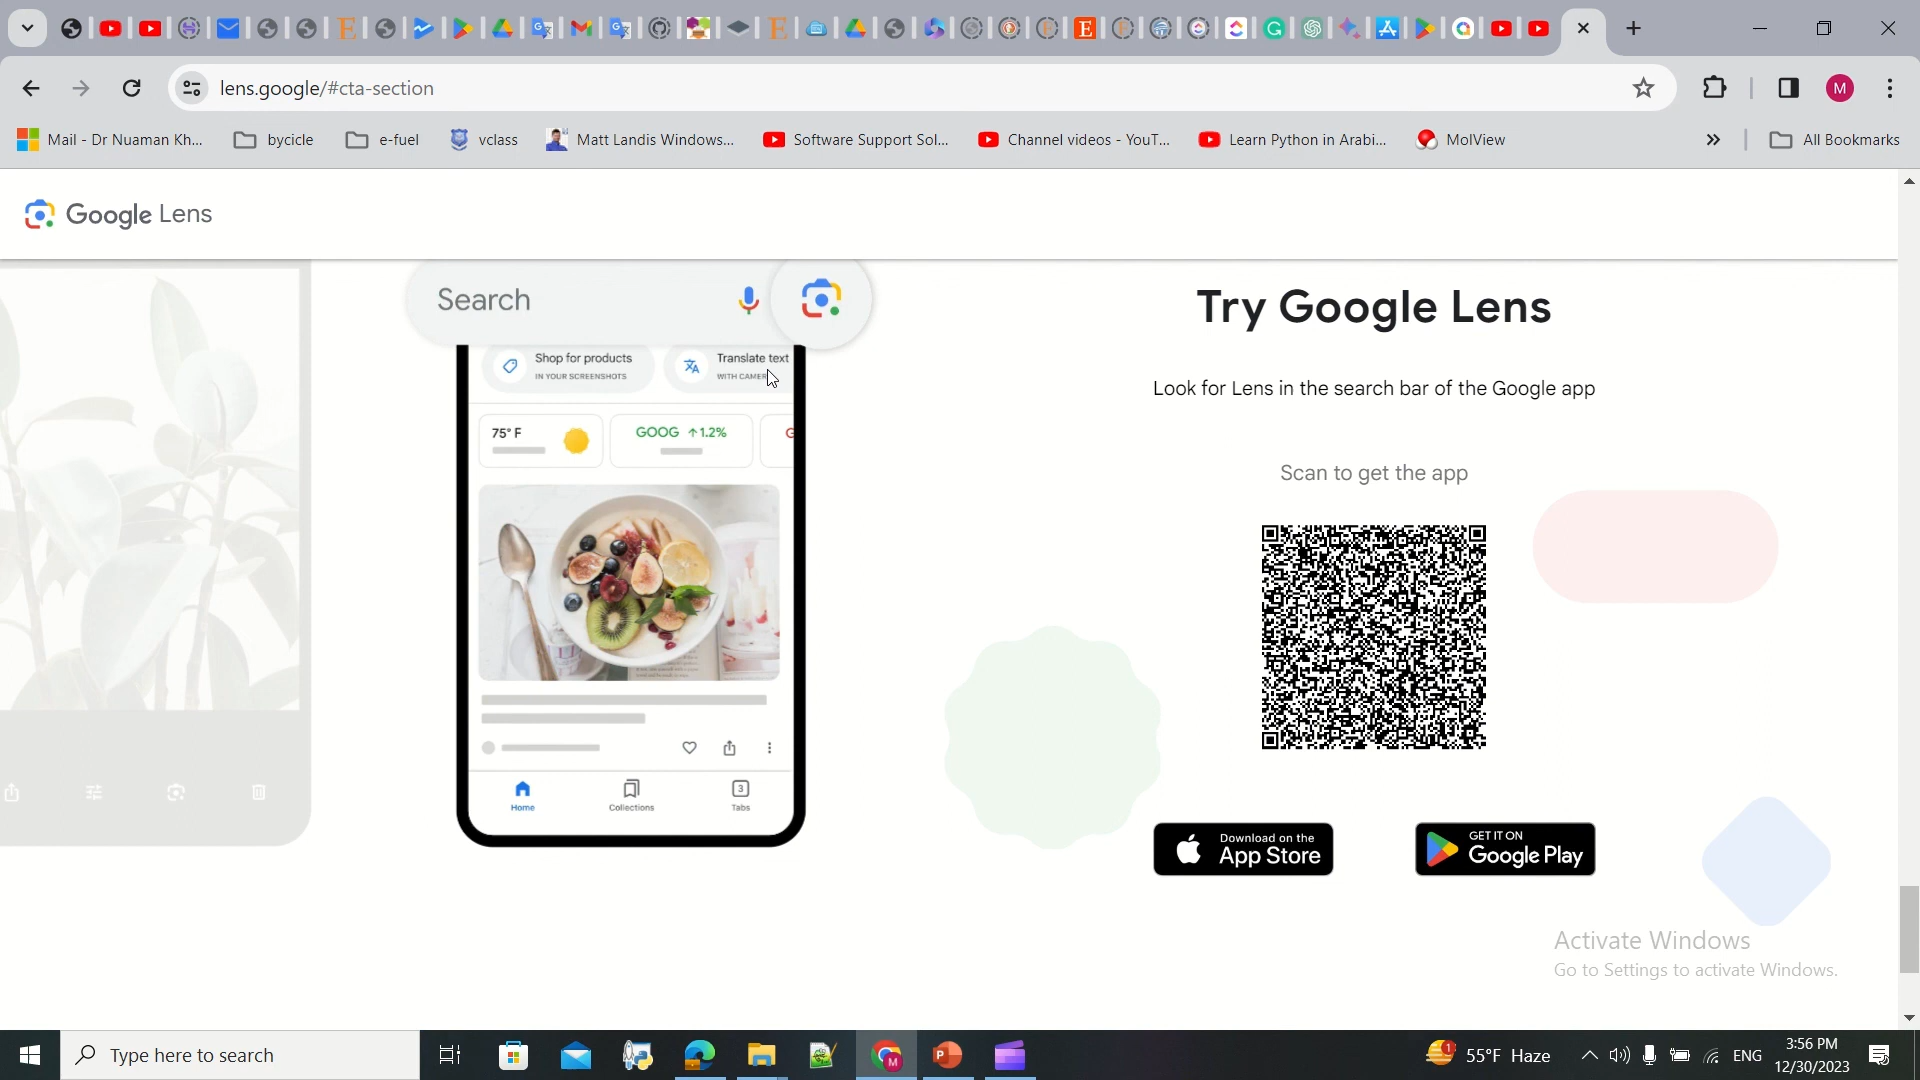 lens.google/#cta-section
M
Mail - Dr Nuaman Kh...
bycicle
e-fuel
vclass
Matt Landis Windows...
Software Support Sol...
Channel videos - YouT...
Learn Python in Arabi...
MolView
All Bookmarks
Google Lens
Search
Shop for products
IN YOUR SCREENSHOTS
Translate text
75° F
GOOG ↑1.2%
Home
Collections
3
Tabs
Try Google Lens
Look for Lens in the search bar of the Google app
Scan to get the app
Download on the
App Store
GET IT ON
Google Play
Activate Windows
Go to Settings to activate Windows.
Type here to search
55°F Haze
ENG
3:56 PM
12/30/2023